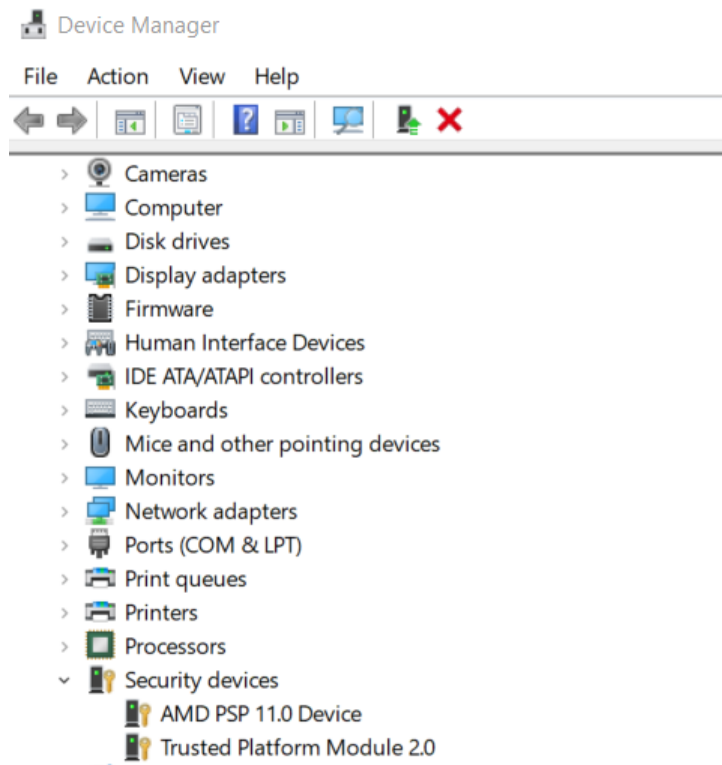 Device Manager
File Action View Help
Cameras
Computer
Disk drives
Display adapters
Firmware
Human Interface Devices
IDE ATA/ATAPI controllers
Keyboards
Mice and other pointing devices
Monitors
Network adapters
Ports (COM & LPT)
Print queues
Printers
Processors
Security devices
AMD PSP 11.0 Device
Trusted Platform Module 2.0